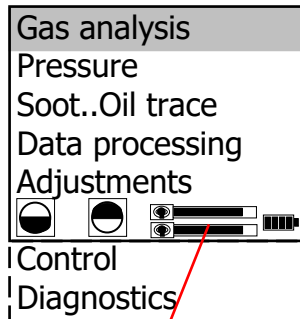 Gas analysis
Pressure
Soot..Oil trace
Data processing
Adjustments
Control
Diagnostics